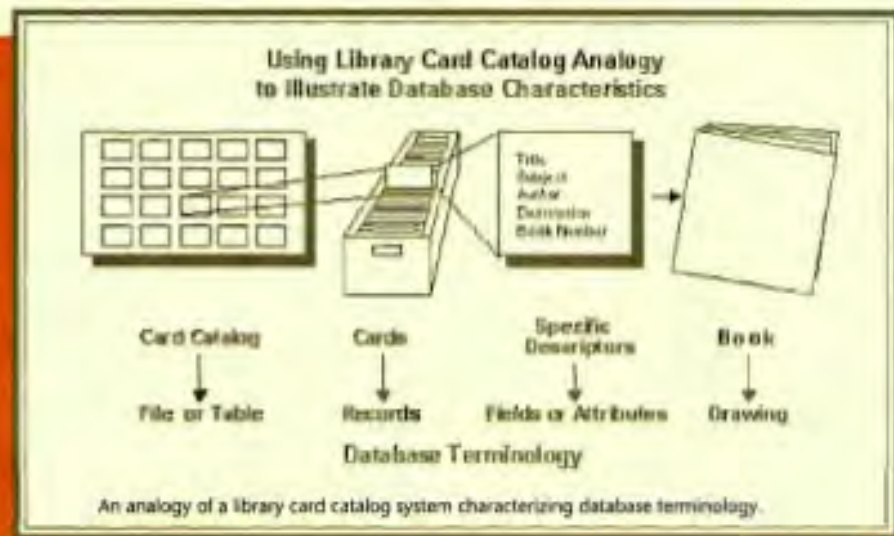 Using Library Card Catalog Analogy
to Illustrate Database Characteristics
Title
Subject
Author
Description
Book Number
Card Catalog
Cards
Specific
Descriptors
Book
File or Table
Records
Fields or Attributes
Drawing
Database Terminology
An analogy of a library card catalog system characterizing database terminology.